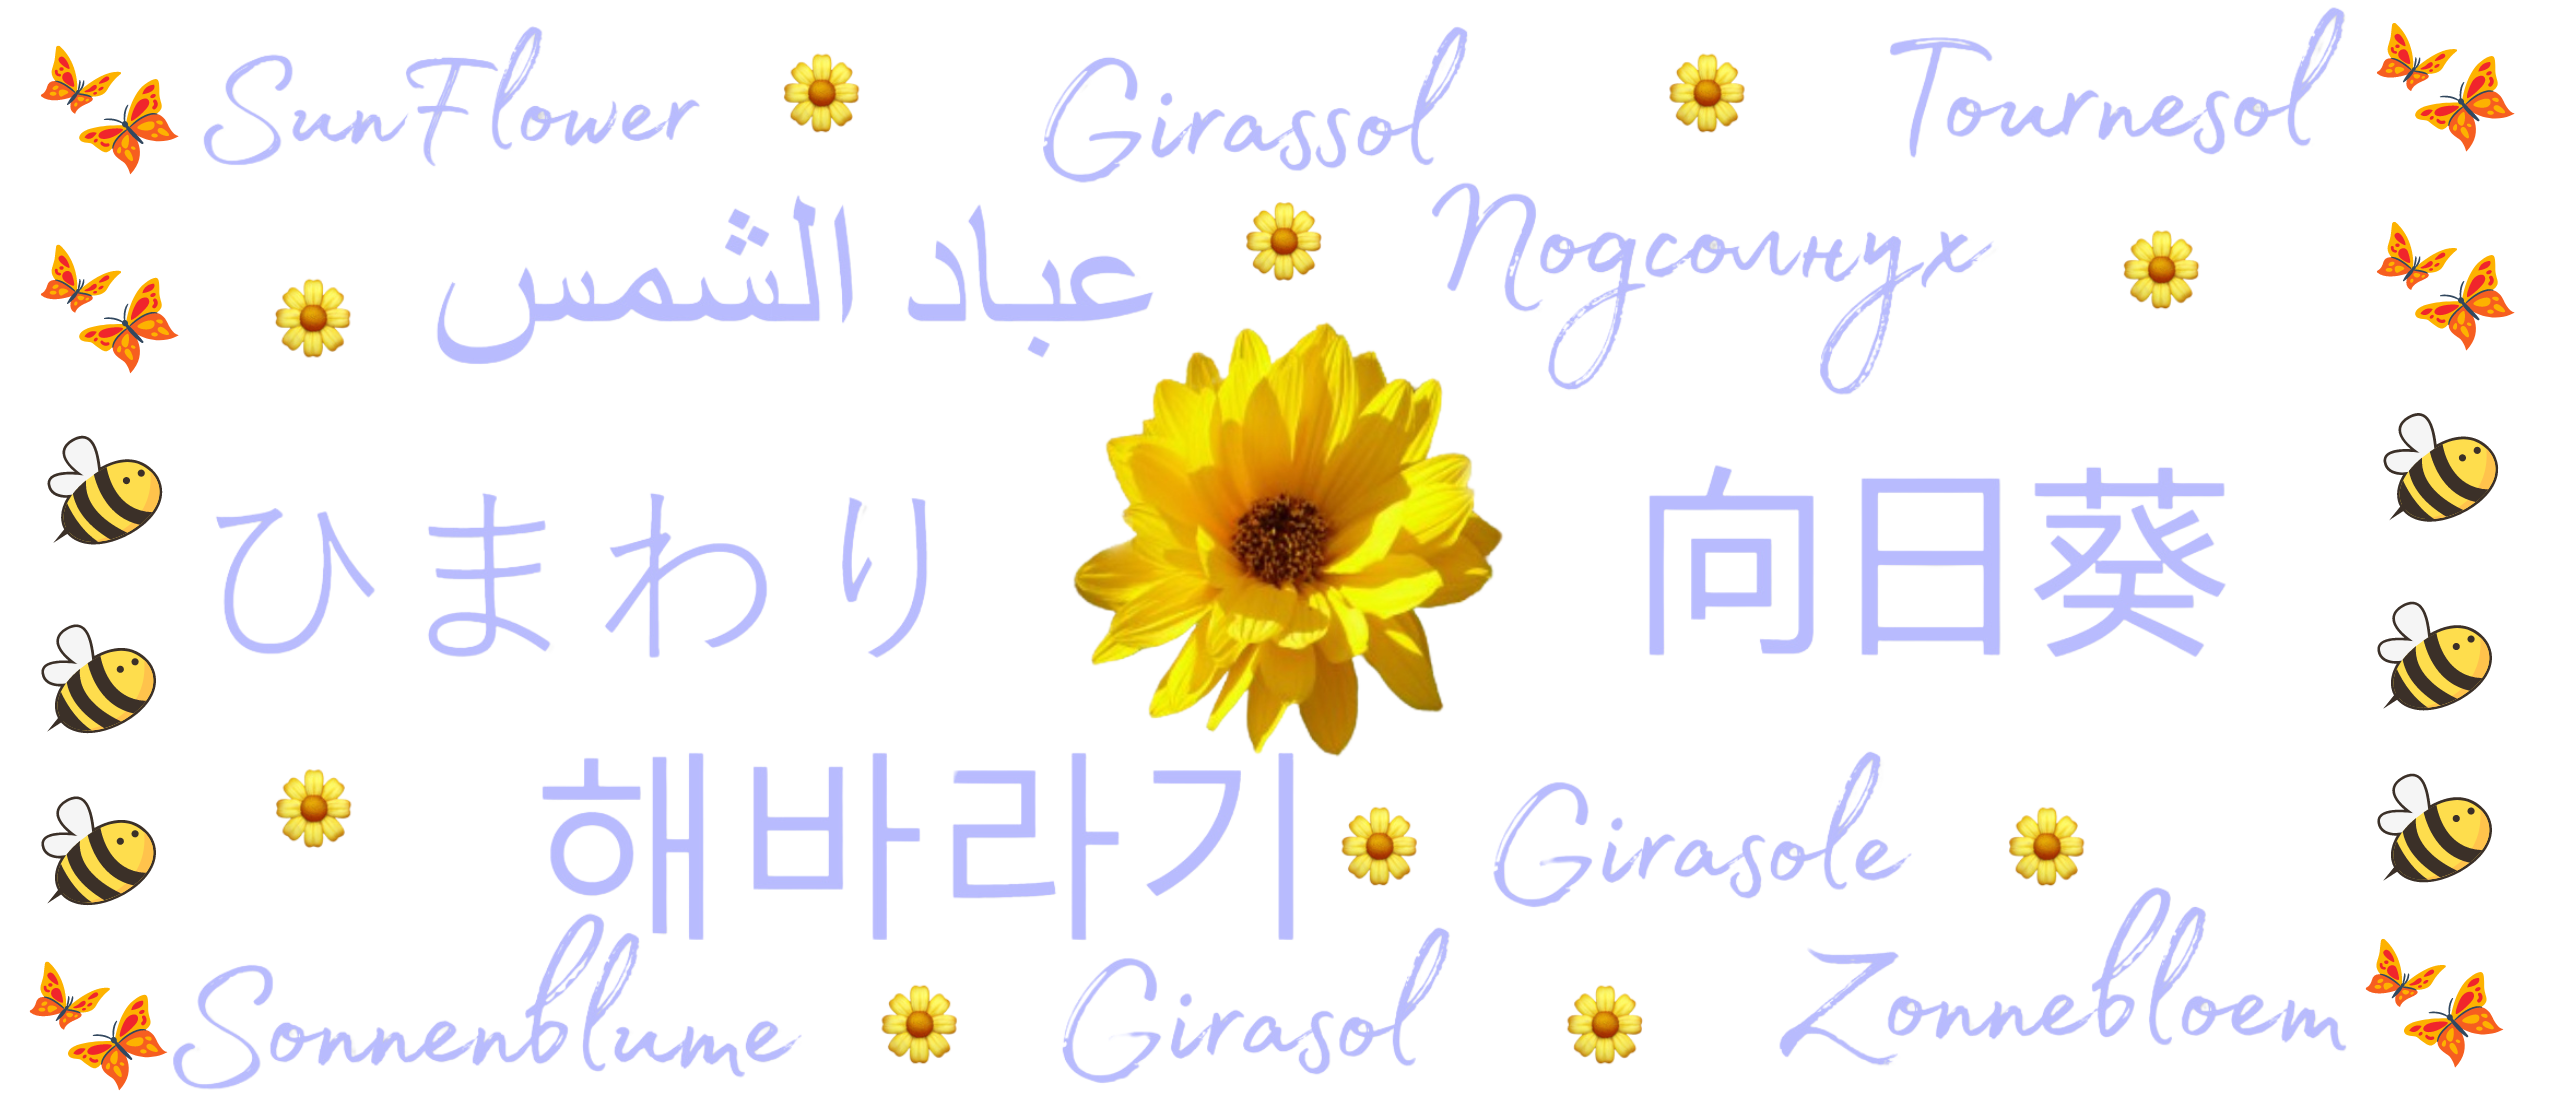 SunFlower Girassol Tournesol
عباد الشمس Подсолнух
ひまわり 向日葵
해바라기 Girasole
Sonnenblume Girasol Zonnebloem